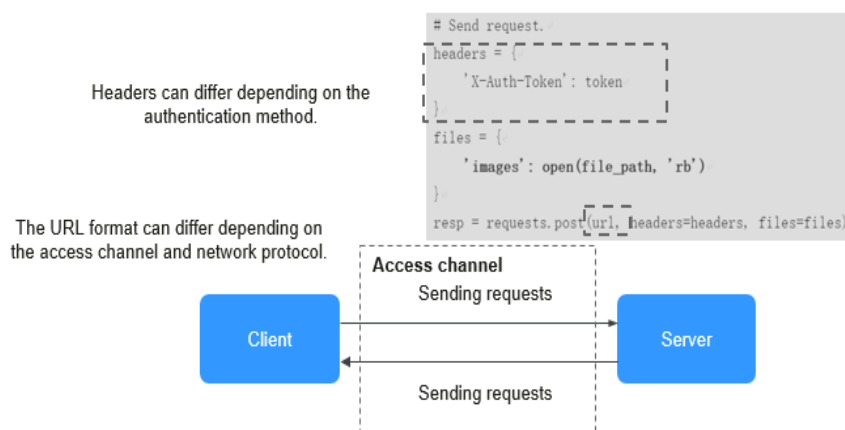 # Send request.
headers = {
'X-Auth-Token': token
}
files = {
'images': open(file_path, 'rb')
}
resp = requests.post(url, headers=headers, files=files)
Headers can differ depending on the
authentication method.
The URL format can differ depending on
the access channel and network protocol.
Access channel
Sending requests
Client
Server
Sending requests